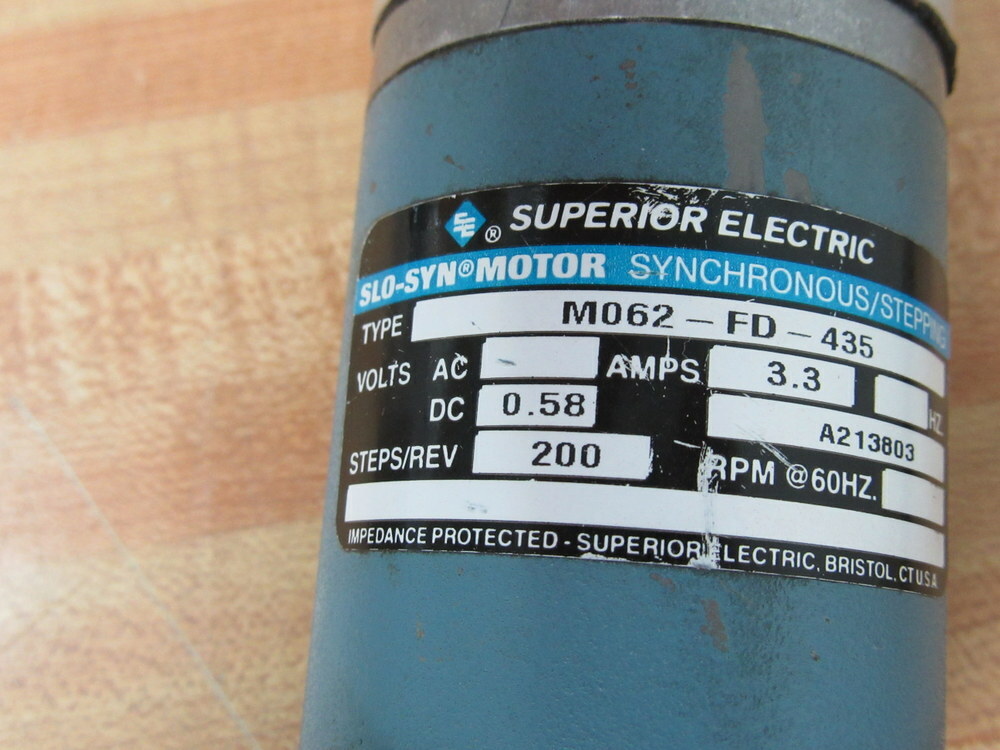 ® SUPERIOR ELECTRIC
SLO-SYN® MOTOR SYNCHRONOUS/STEPPING
TYPE M062-FD-435
VOLTS AC AMPS 3.3 HZ.
DC 0.58 A213803
STEPS/REV 200 RPM @ 60HZ.
IMPEDANCE PROTECTED - SUPERIOR ELECTRIC, BRISTOL, CT USA